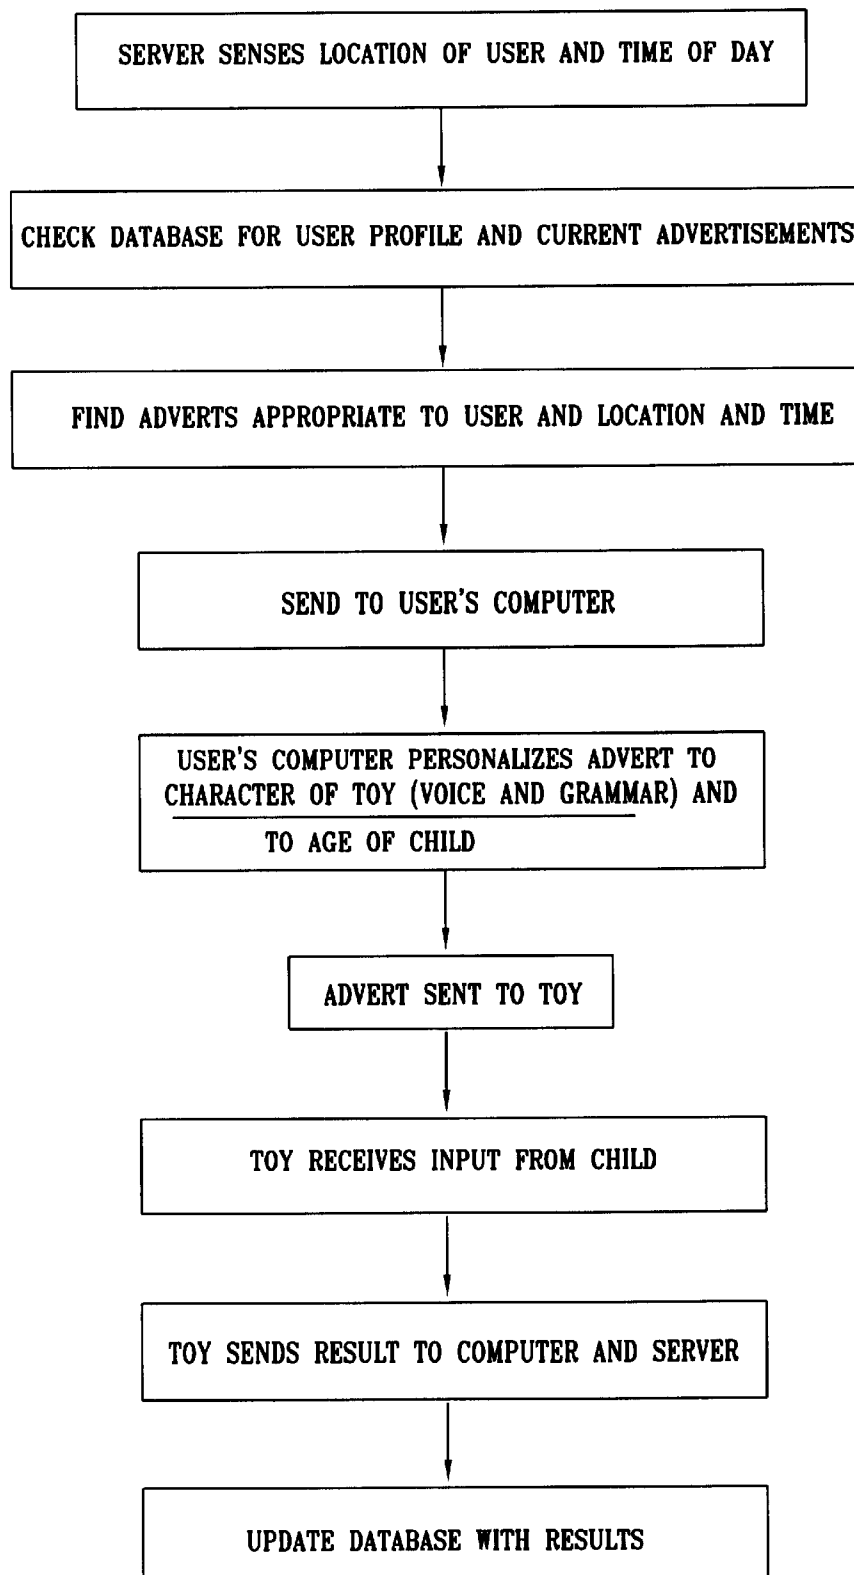 SERVER SENSES LOCATION OF USER AND TIME OF DAY
CHECK DATABASE FOR USER PROFILE AND CURRENT ADVERTISEMENTS
FIND ADVERTS APPROPRIATE TO USER AND LOCATION AND TIME
SEND TO USER'S COMPUTER
USER'S COMPUTER PERSONALIZES ADVERT TO
CHARACTER OF TOY (VOICE AND GRAMMAR) AND
TO AGE OF CHILD
ADVERT SENT TO TOY
TOY RECEIVES INPUT FROM CHILD
TOY SENDS RESULT TO COMPUTER AND SERVER
UPDATE DATABASE WITH RESULTS